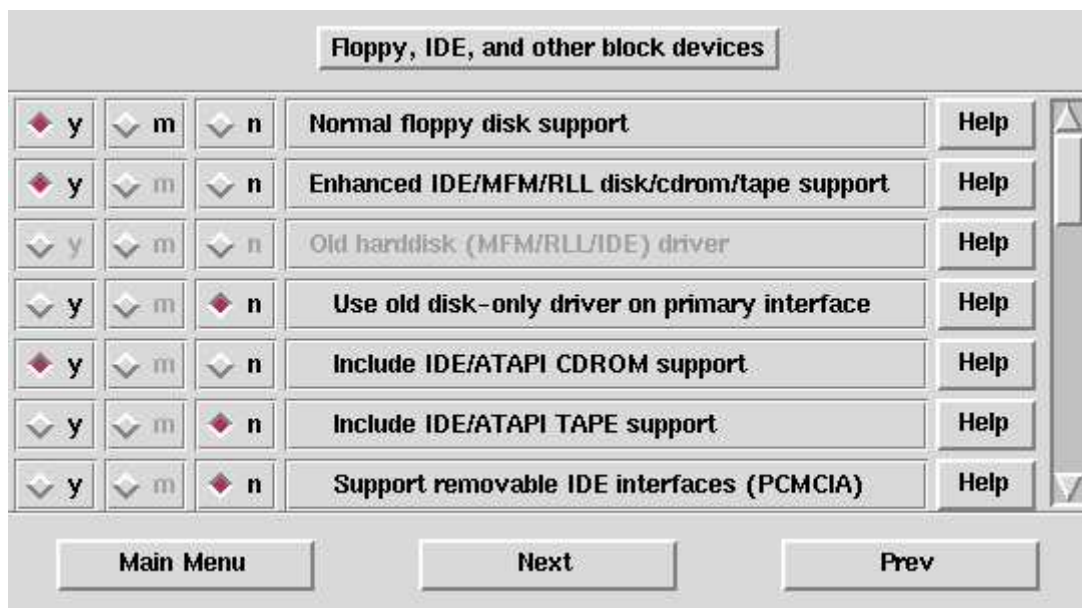 Floppy, IDE, and other block devices
y m n Normal floppy disk support Help
y m n Enhanced IDE/MFM/RLL disk/cdrom/tape support Help
y m n Old harddisk (MFM/RLL/IDE) driver Help
y m n Use old disk-only driver on primary interface Help
y m n Include IDE/ATAPI CDROM support Help
y m n Include IDE/ATAPI TAPE support Help
y m n Support removable IDE interfaces (PCMCIA) Help
Main Menu Next Prev